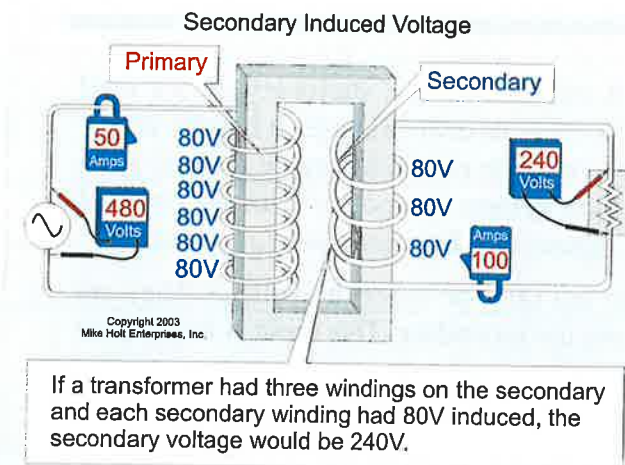 Secondary Induced Voltage
Primary
Secondary
50
Amps
480
Volts
80V
80V
80V
80V
80V
80V
80V
80V
80V
240
Volts
Amps
100
Copyright 2003
Mike Holt Enterprises, Inc.
If a transformer had three windings on the secondary
and each secondary winding had 80V induced, the
secondary voltage would be 240V.